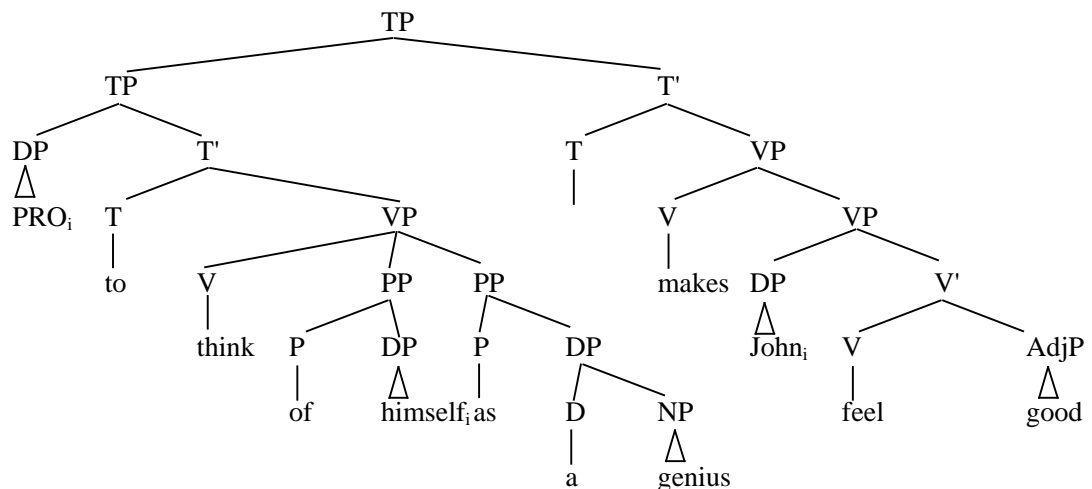 TP
TP T'
DP T' T VP
PROi T VP V VP
to V PP PP makes DP V'
think P DP P DP Johni V AdjP
of himselfi as D NP feel good
a genius